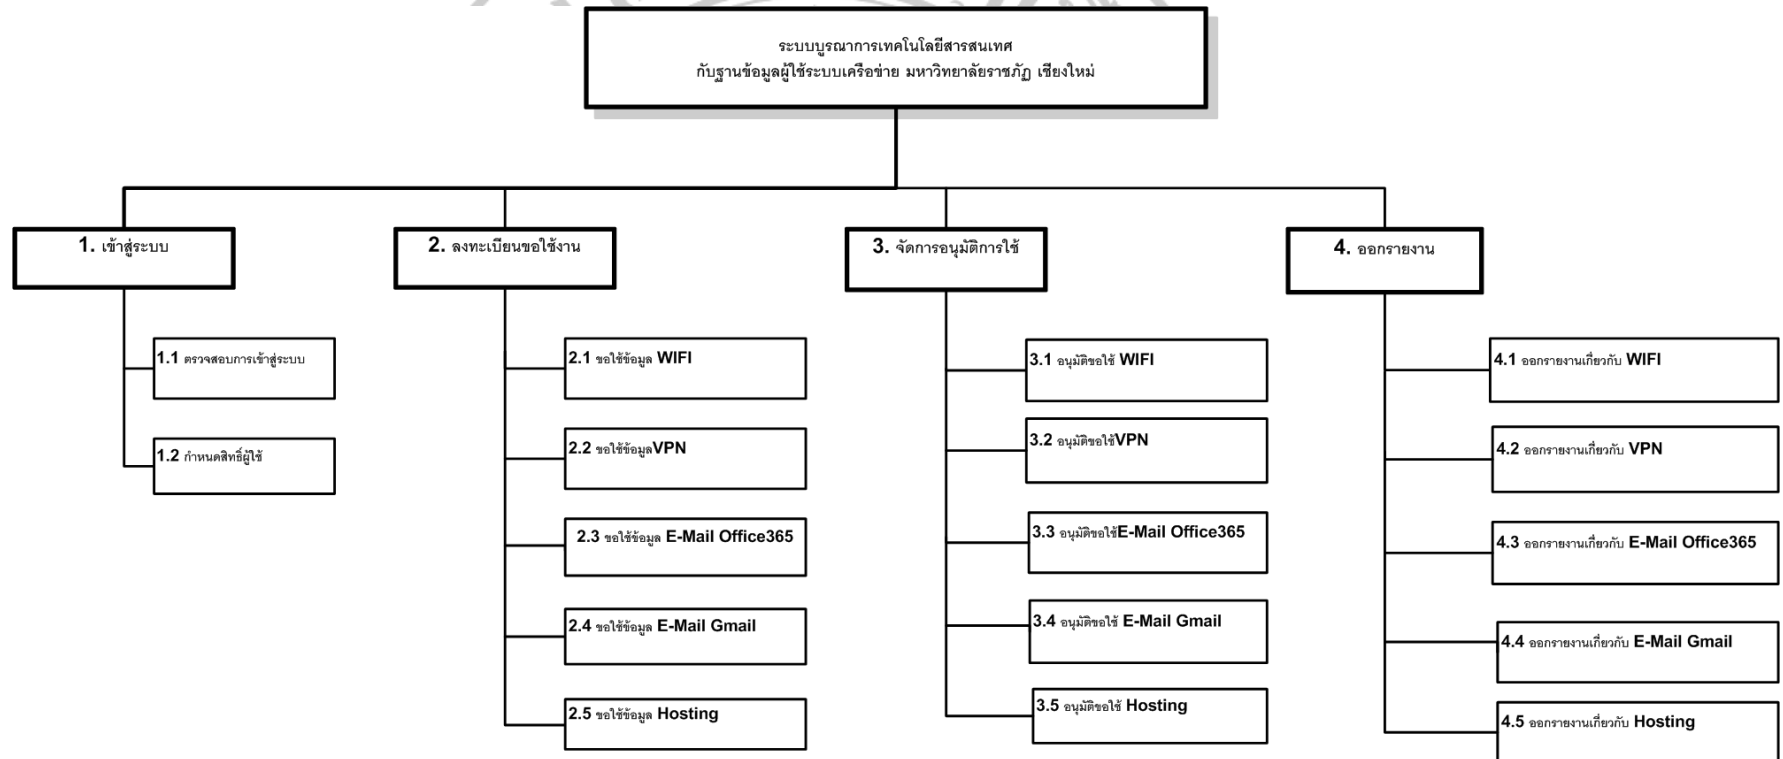 ระบบบูรณาการเทคโนโลยีสารสนเทศ
กับฐานข้อมูลผู้ใช้ระบบเครือข่าย มหาวิทยาลัยราชภัฏ เชียงใหม่
1. เข้าสู่ระบบ
1.1 ตรวจสอบการเข้าสู่ระบบ
1.2 กำหนดสิทธิ์ผู้ใช้
2. ลงทะเบียนขอใช้งาน
2.1 ขอใช้ข้อมูล WIFI
2.2 ขอใช้ข้อมูลVPN
2.3 ขอใช้ข้อมูล E-Mail Office365
2.4 ขอใช้ข้อมูล E-Mail Gmail
2.5 ขอใช้ข้อมูล Hosting
3. จัดการอนุมัติการใช้
3.1 อนุมัติขอใช้ WIFI
3.2 อนุมัติขอใช้VPN
3.3 อนุมัติขอใช้E-Mail Office365
3.4 อนุมัติขอใช้ E-Mail Gmail
3.5 อนุมัติขอใช้ Hosting
4. ออกรายงาน
4.1 ออกรายงานเกี่ยวกับ WIFI
4.2 ออกรายงานเกี่ยวกับ VPN
4.3 ออกรายงานเกี่ยวกับ E-Mail Office365
4.4 ออกรายงานเกี่ยวกับ E-Mail Gmail
4.5 ออกรายงานเกี่ยวกับ Hosting